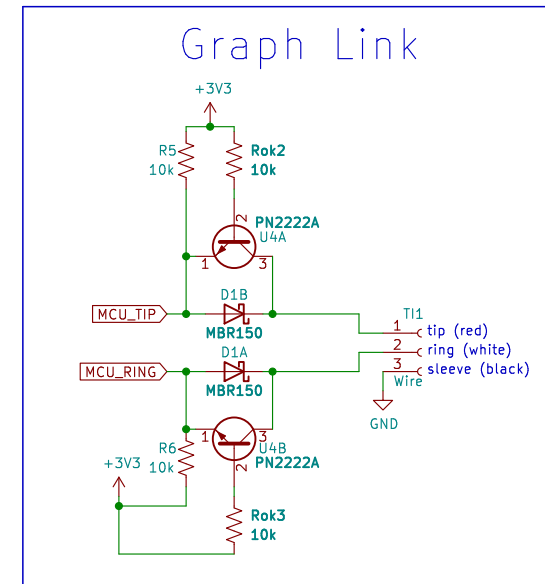 Graph Link
+3V3
R5
10k
Rok2
10k
2
PN2222A
U4A
1
3
MCU_TIP
D1B
MBR150
TI1
1
tip (red)
2
ring (white)
3
sleeve (black)
Wire
GND
MCU_RING
D1A
MBR150
1
3
U4B
PN2222A
2
R6
10k
+3V3
Rok3
10k